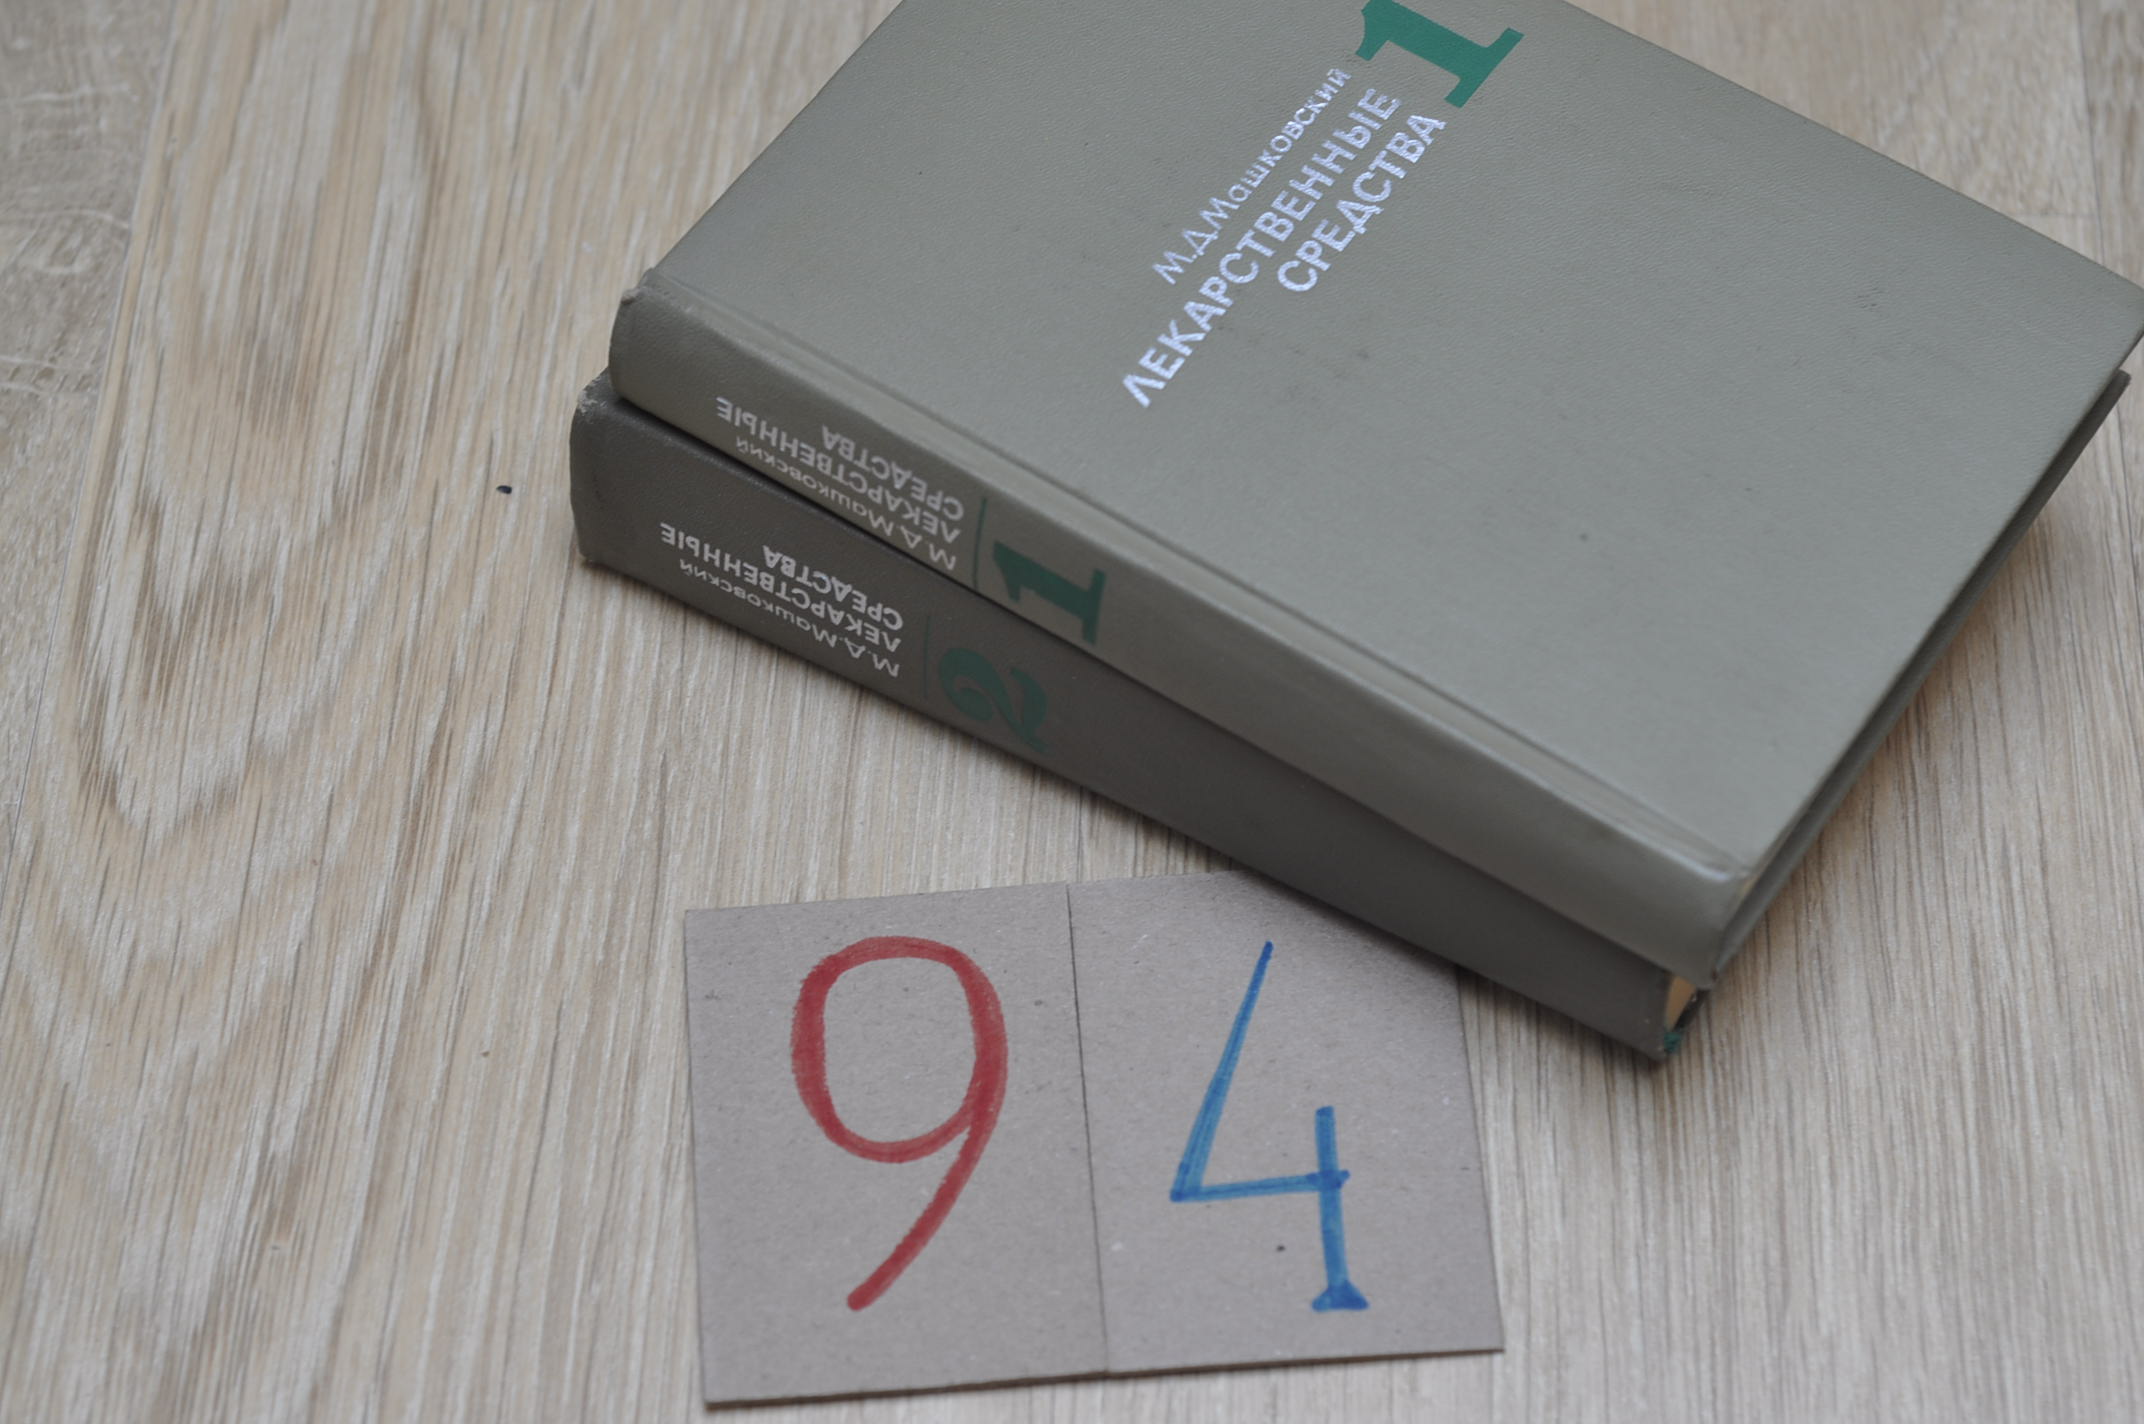 М.Д.Машковский
ЛЕКАРСТВЕННЫЕ
СРЕДСТВА
1
М.Д.Машковский
ЛЕКАРСТВЕННЫЕ
СРЕДСТВА
1
М.Д.Машковский
ЛЕКАРСТВЕННЫЕ
СРЕДСТВА
2
9 4